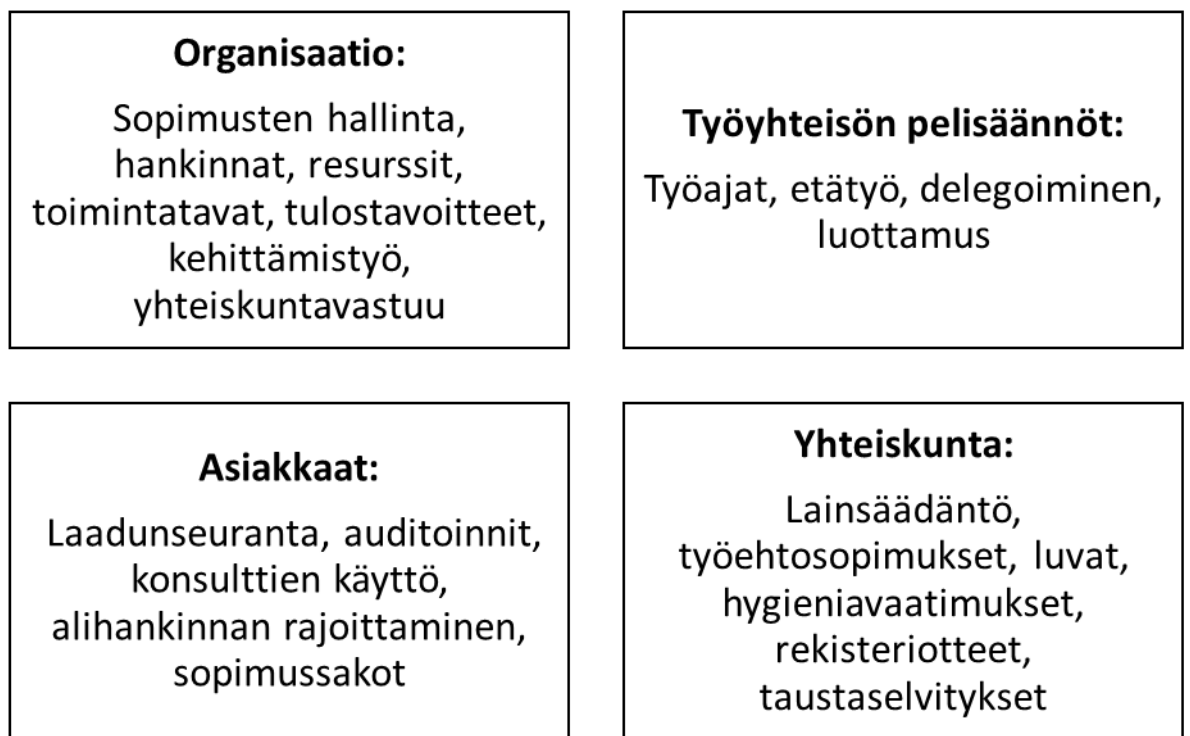 Organisaatio:
Sopimusten hallinta,
hankinnat, resurssit,
toimintatavat, tulostavoitteet,
kehittämistyö,
yhteiskuntavastuu
Työyhteisön pelisäännöt:
Työajat, etätyö, delegoiminen,
luottamus
Asiakkaat:
Laadunseuranta, auditoinnit,
konsulttien käyttö,
alihankinnan rajoittaminen,
sopimussakot
Yhteiskunta:
Lainsäädäntö,
työehtosopimukset, luvat,
hygieniavaatimukset,
rekisteriotteet,
taustaselvitykset